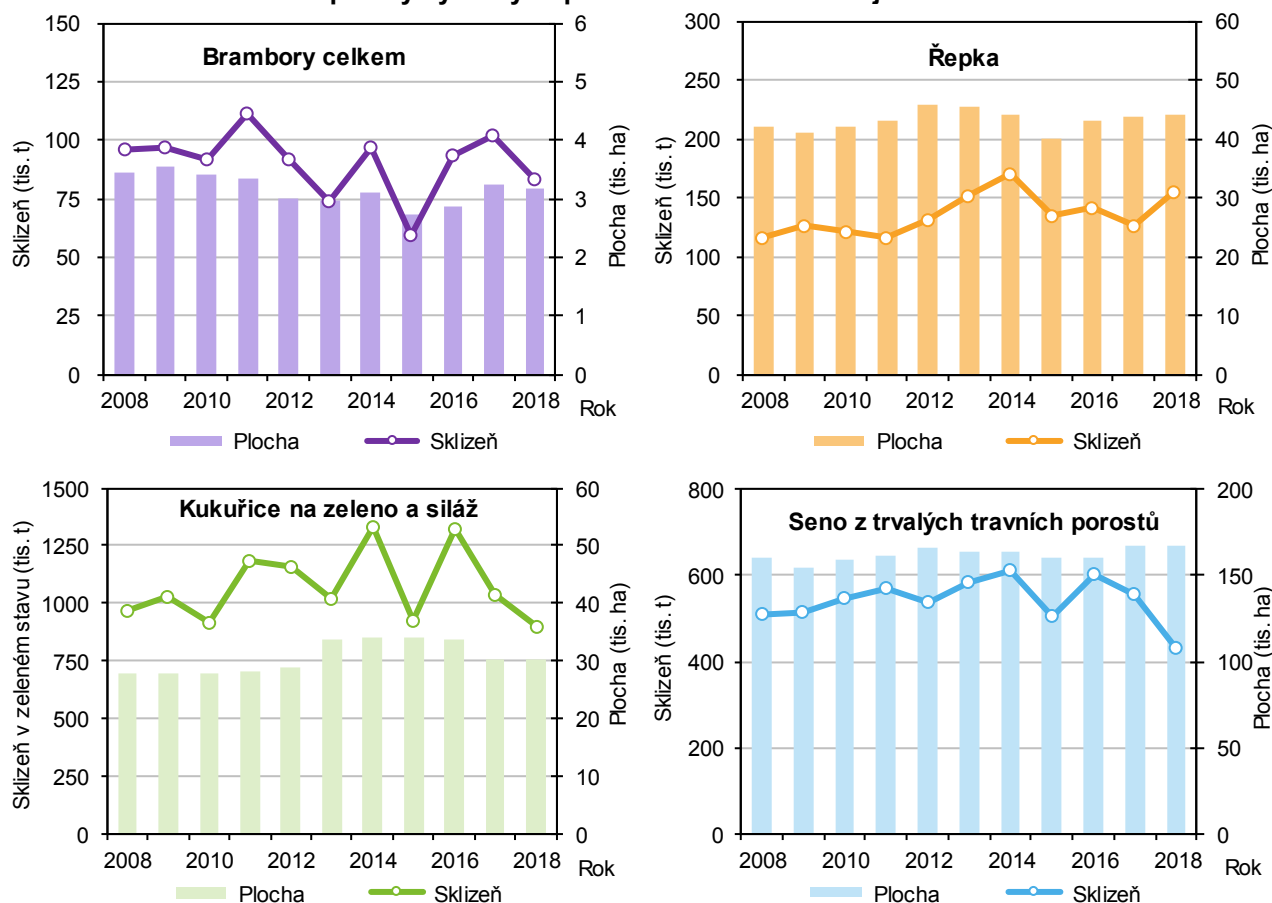 Brambory celkem
Sklizeň (tis. t)
150
125
100
75
50
25
0
6
5
4
3
2
1
0
Plocha (tis. ha)
2008 2010 2012 2014 2016 2018
Rok
Plocha Sklizeň
Řepka
Sklizeň (tis. t)
300
250
200
150
100
50
0
60
50
40
30
20
10
0
Plocha (tis. ha)
2008 2010 2012 2014 2016 2018
Rok
Plocha Sklizeň
Kukuřice na zeleno a siláž
Sklizeň v zeleném stavu (tis. t)
1500
1250
1000
750
500
250
0
60
50
40
30
20
10
0
Plocha (tis. ha)
2008 2010 2012 2014 2016 2018
Rok
Plocha Sklizeň
Seno z trvalých travních porostů
Sklizeň (tis. t)
800
600
400
200
0
200
150
100
50
0
Plocha (tis. ha)
2008 2010 2012 2014 2016 2018
Rok
Plocha Sklizeň